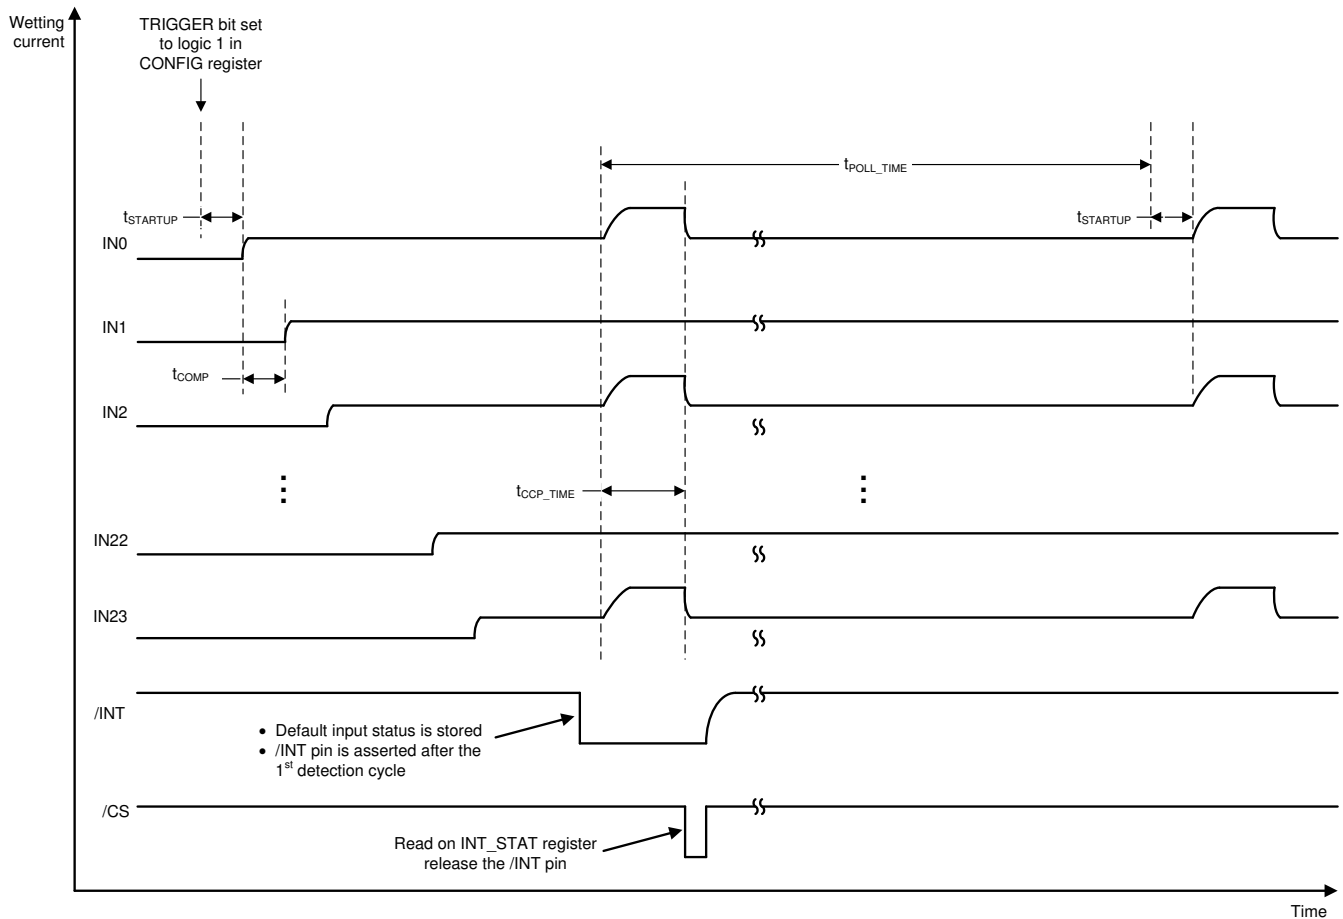 Wetting
current
TRIGGER bit set
to logic 1 in
CONFIG register
tPOLL_TIME
tSTARTUP
tSTARTUP
IN0
IN1
tCOMP
IN2
tCCP_TIME
IN22
IN23
/INT
• Default input status is stored
• /INT pin is asserted after the
1st detection cycle
/CS
Read on INT_STAT register
release the /INT pin
Time